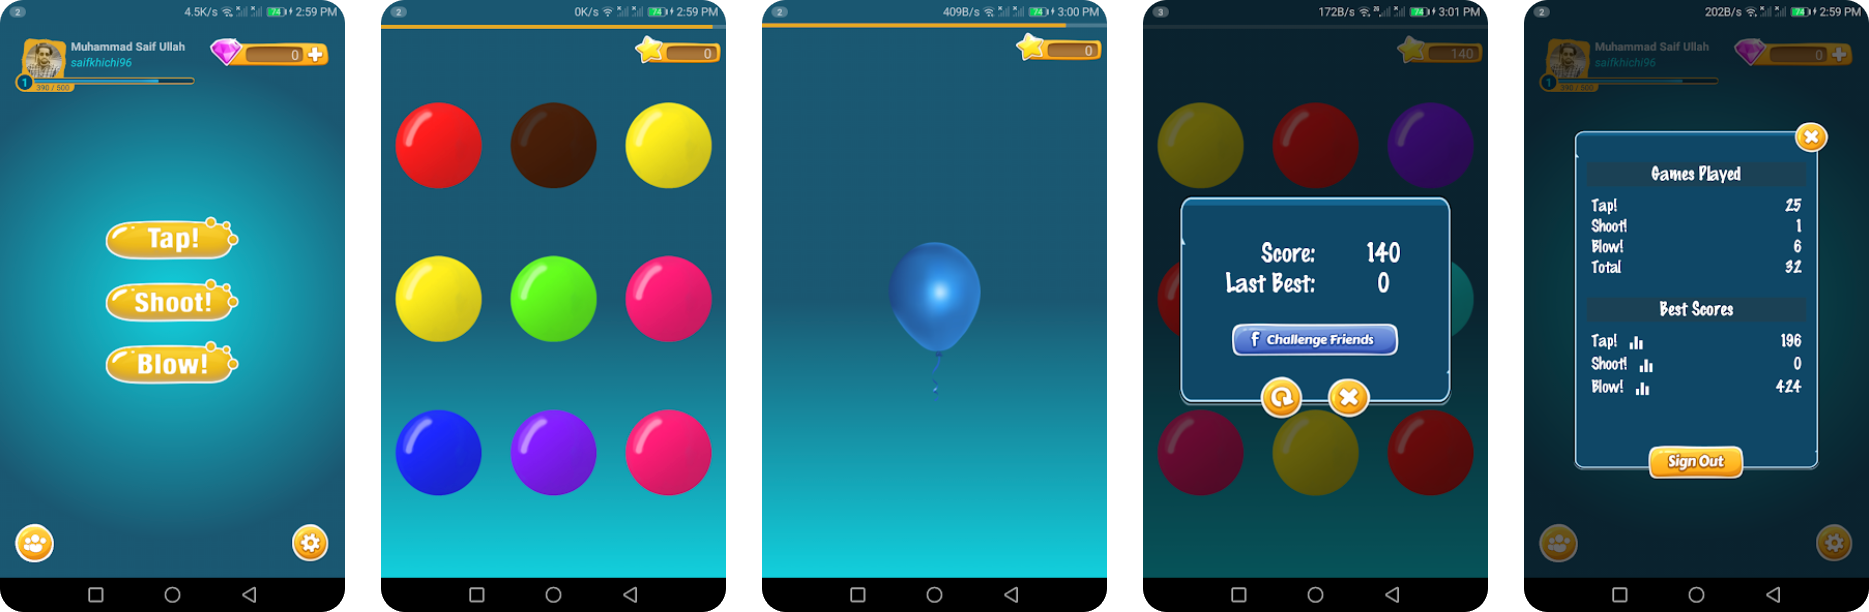 2 4.5K/s 74 2:59 PM
Muhammad Saif Ullah
saifkhichi96
0
1
390 / 500
Tap!
Shoot!
Blow!
2 0K/s 74 2:59 PM
0
2 409B/s 74 3:00 PM
0
3 172B/s 74 3:01 PM
140
Score: 140
Last Best: 0
f Challenge Friends
2 202B/s 74 2:59 PM
Muhammad Saif Ullah
saifkhichi96
0
1
390 / 500
Games Played
Tap! 25
Shoot! 1
Blow! 6
Total 32
Best Scores
Tap! 196
Shoot! 0
Blow! 424
Sign Out